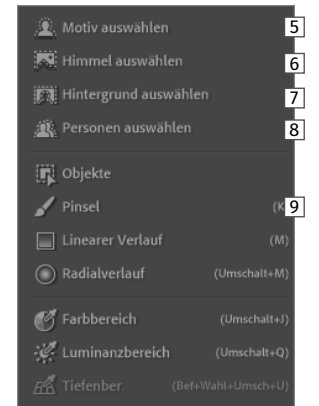 Motiv auswählen 5
Himmel auswählen 6
Hintergrund auswählen 7
Personen auswählen 8
Objekte
Pinsel (K 9
Linearer Verlauf (M)
Radialverlauf (Umschalt+M)
Farbbereich (Umschalt+J)
Luminanzbereich (Umschalt+Q)
Tiefenber. (Bef+Wahl+Umsch+U)